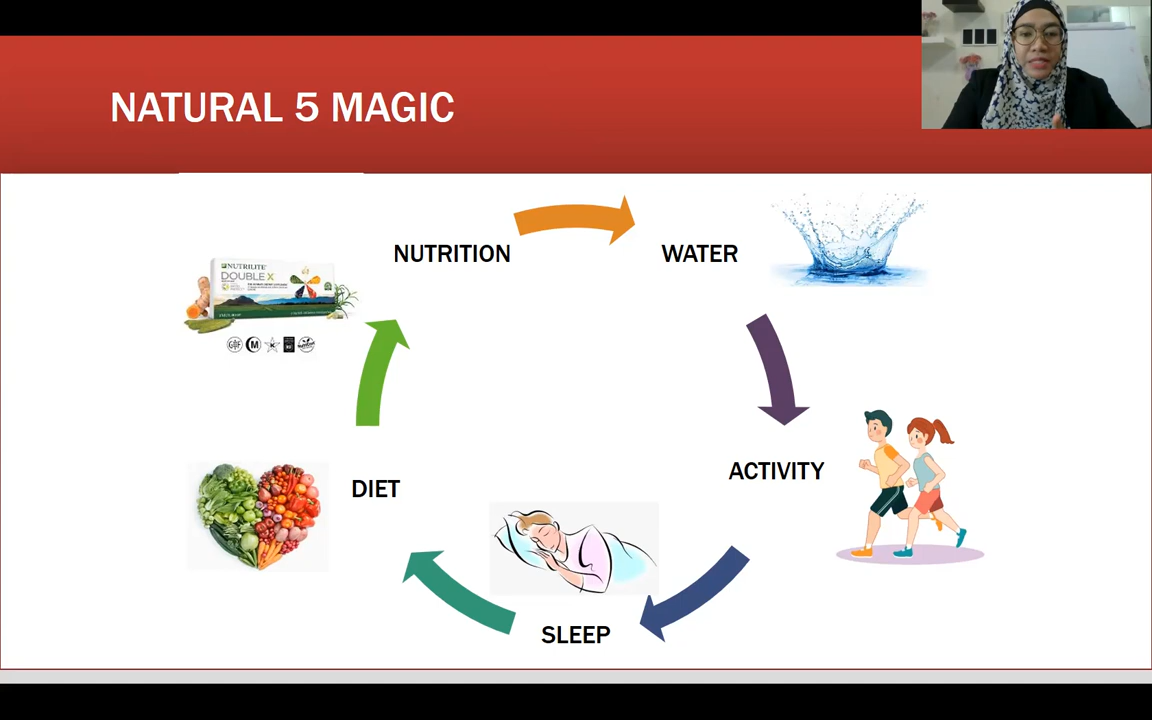 NATURAL 5 MAGIC
NUTRITION
WATER
NUTRILITE
DOUBLE X
ACTIVITY
DIET
SLEEP